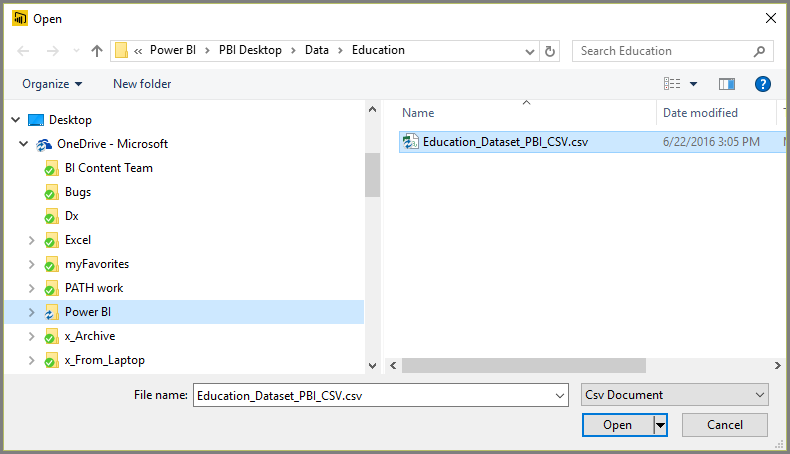 Open
« Power BI > PBI Desktop > Data > Education
Search Education
Organize
New folder
Desktop
OneDrive - Microsoft
BI Content Team
Bugs
Dx
Excel
myFavorites
PATH work
Power BI
x_Archive
x_From_Laptop
Name Date modified
Education_Dataset_PBI_CSV.csv 6/22/2016 3:05 PM
File name: Education_Dataset_PBI_CSV.csv Csv Document
Open Cancel